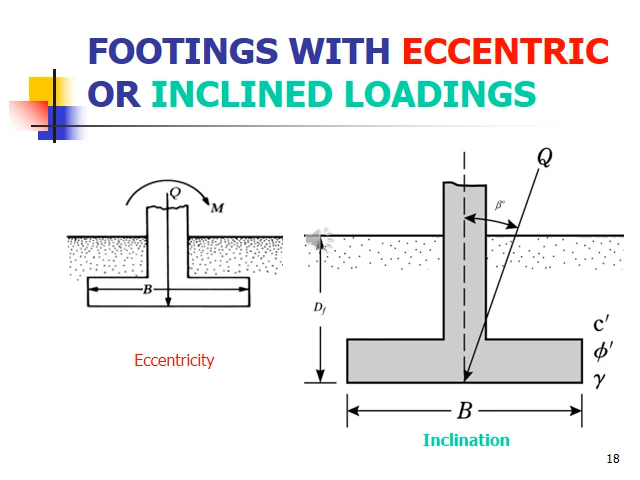 FOOTINGS WITH ECCENTRIC
OR INCLINED LOADINGS
Q
M
B
Eccentricity
Q
β°
D_f
c′
ϕ′
γ
B
Inclination
18